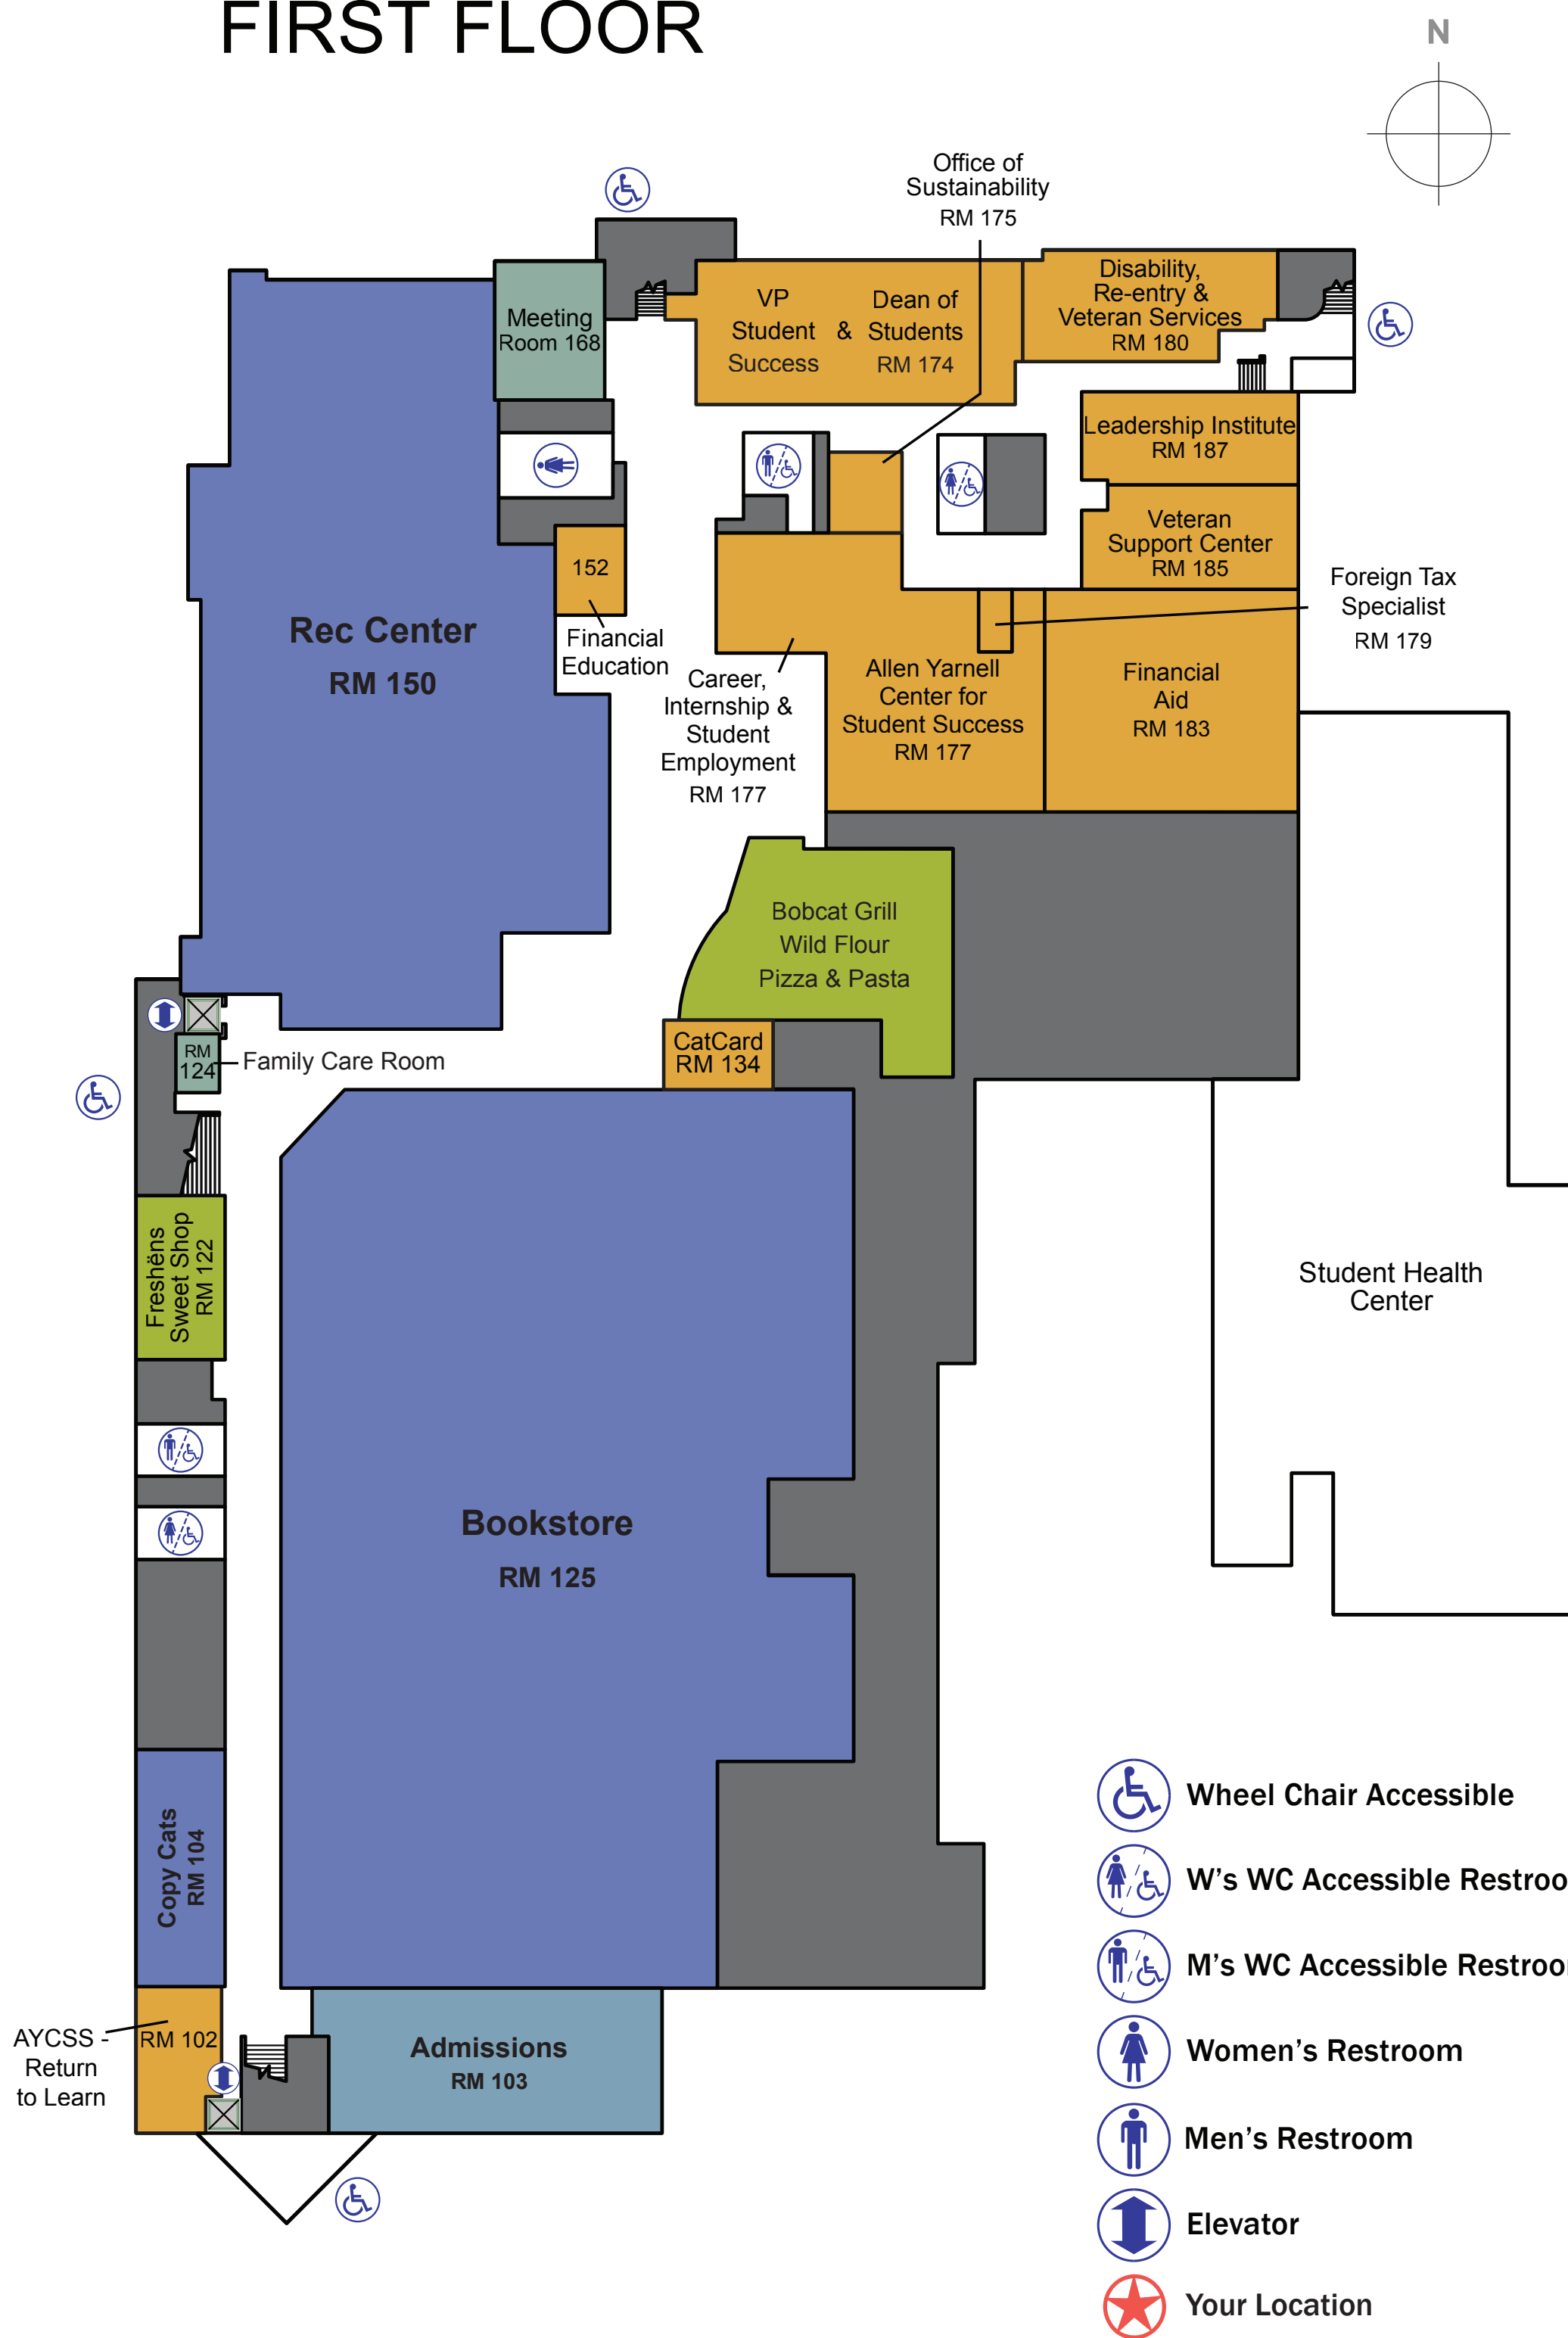 FIRST FLOOR
N
Office of
Sustainability
RM 175
Meeting
Room 168
VP
Student
Success
&
Dean of
Students
RM 174
Disability,
Re-entry &
Veteran Services
RM 180
Leadership Institute
RM 187
Veteran
Support Center
RM 185
Foreign Tax
Specialist
RM 179
152
Financial
Education
Rec Center
RM 150
Career,
Internship &
Student
Employment
RM 177
Allen Yarnell
Center for
Student Success
RM 177
Financial
Aid
RM 183
Bobcat Grill
Wild Flour
Pizza & Pasta
CatCard
RM 134
RM
124
Family Care Room
Freshëns
Sweet Shop
RM 122
Student Health
Center
Bookstore
RM 125
Copy Cats
RM 104
AYCSS -
Return
to Learn
RM 102
Admissions
RM 103
Wheel Chair Accessible
W's WC Accessible Restroo
M's WC Accessible Restroo
Women's Restroom
Men's Restroom
Elevator
Your Location